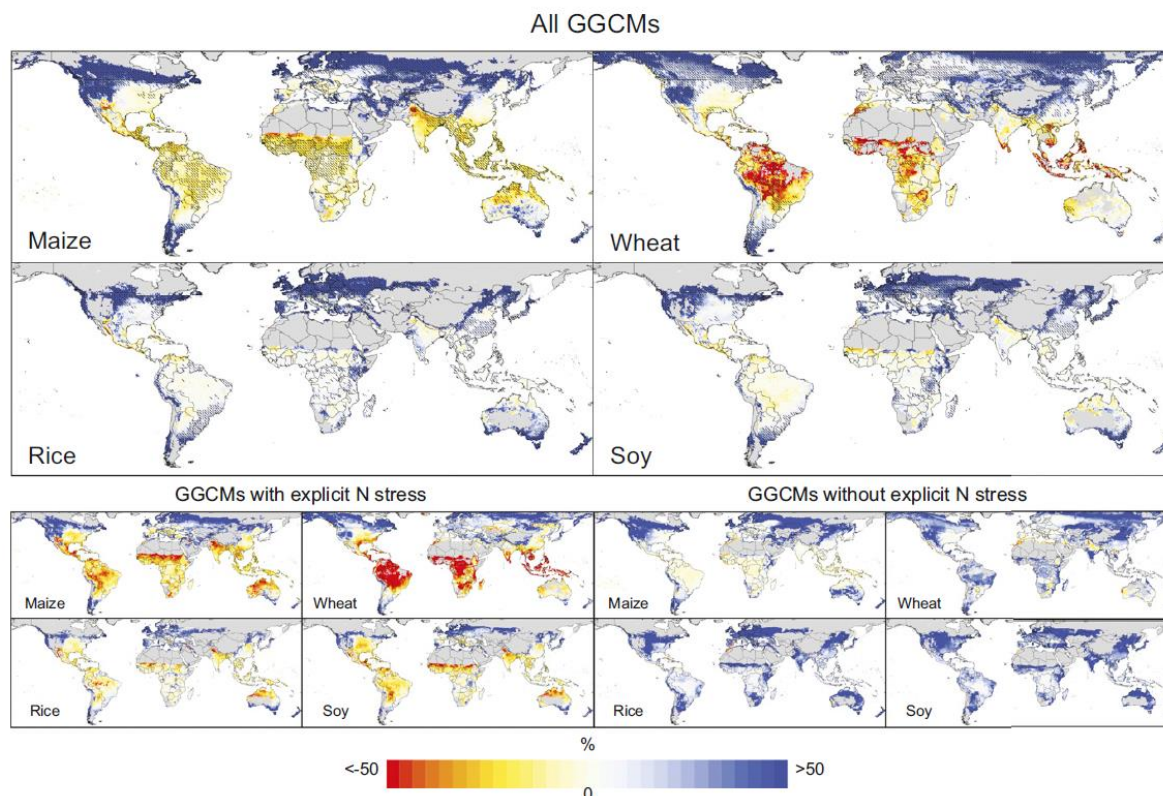 All GGCMs
Maize
Wheat
Rice
Soy
GGCMs with explicit N stress
GGCMs without explicit N stress
Maize
Wheat
Maize
Wheat
Rice
Soy
Rice
Soy
%
<-50
>50
0